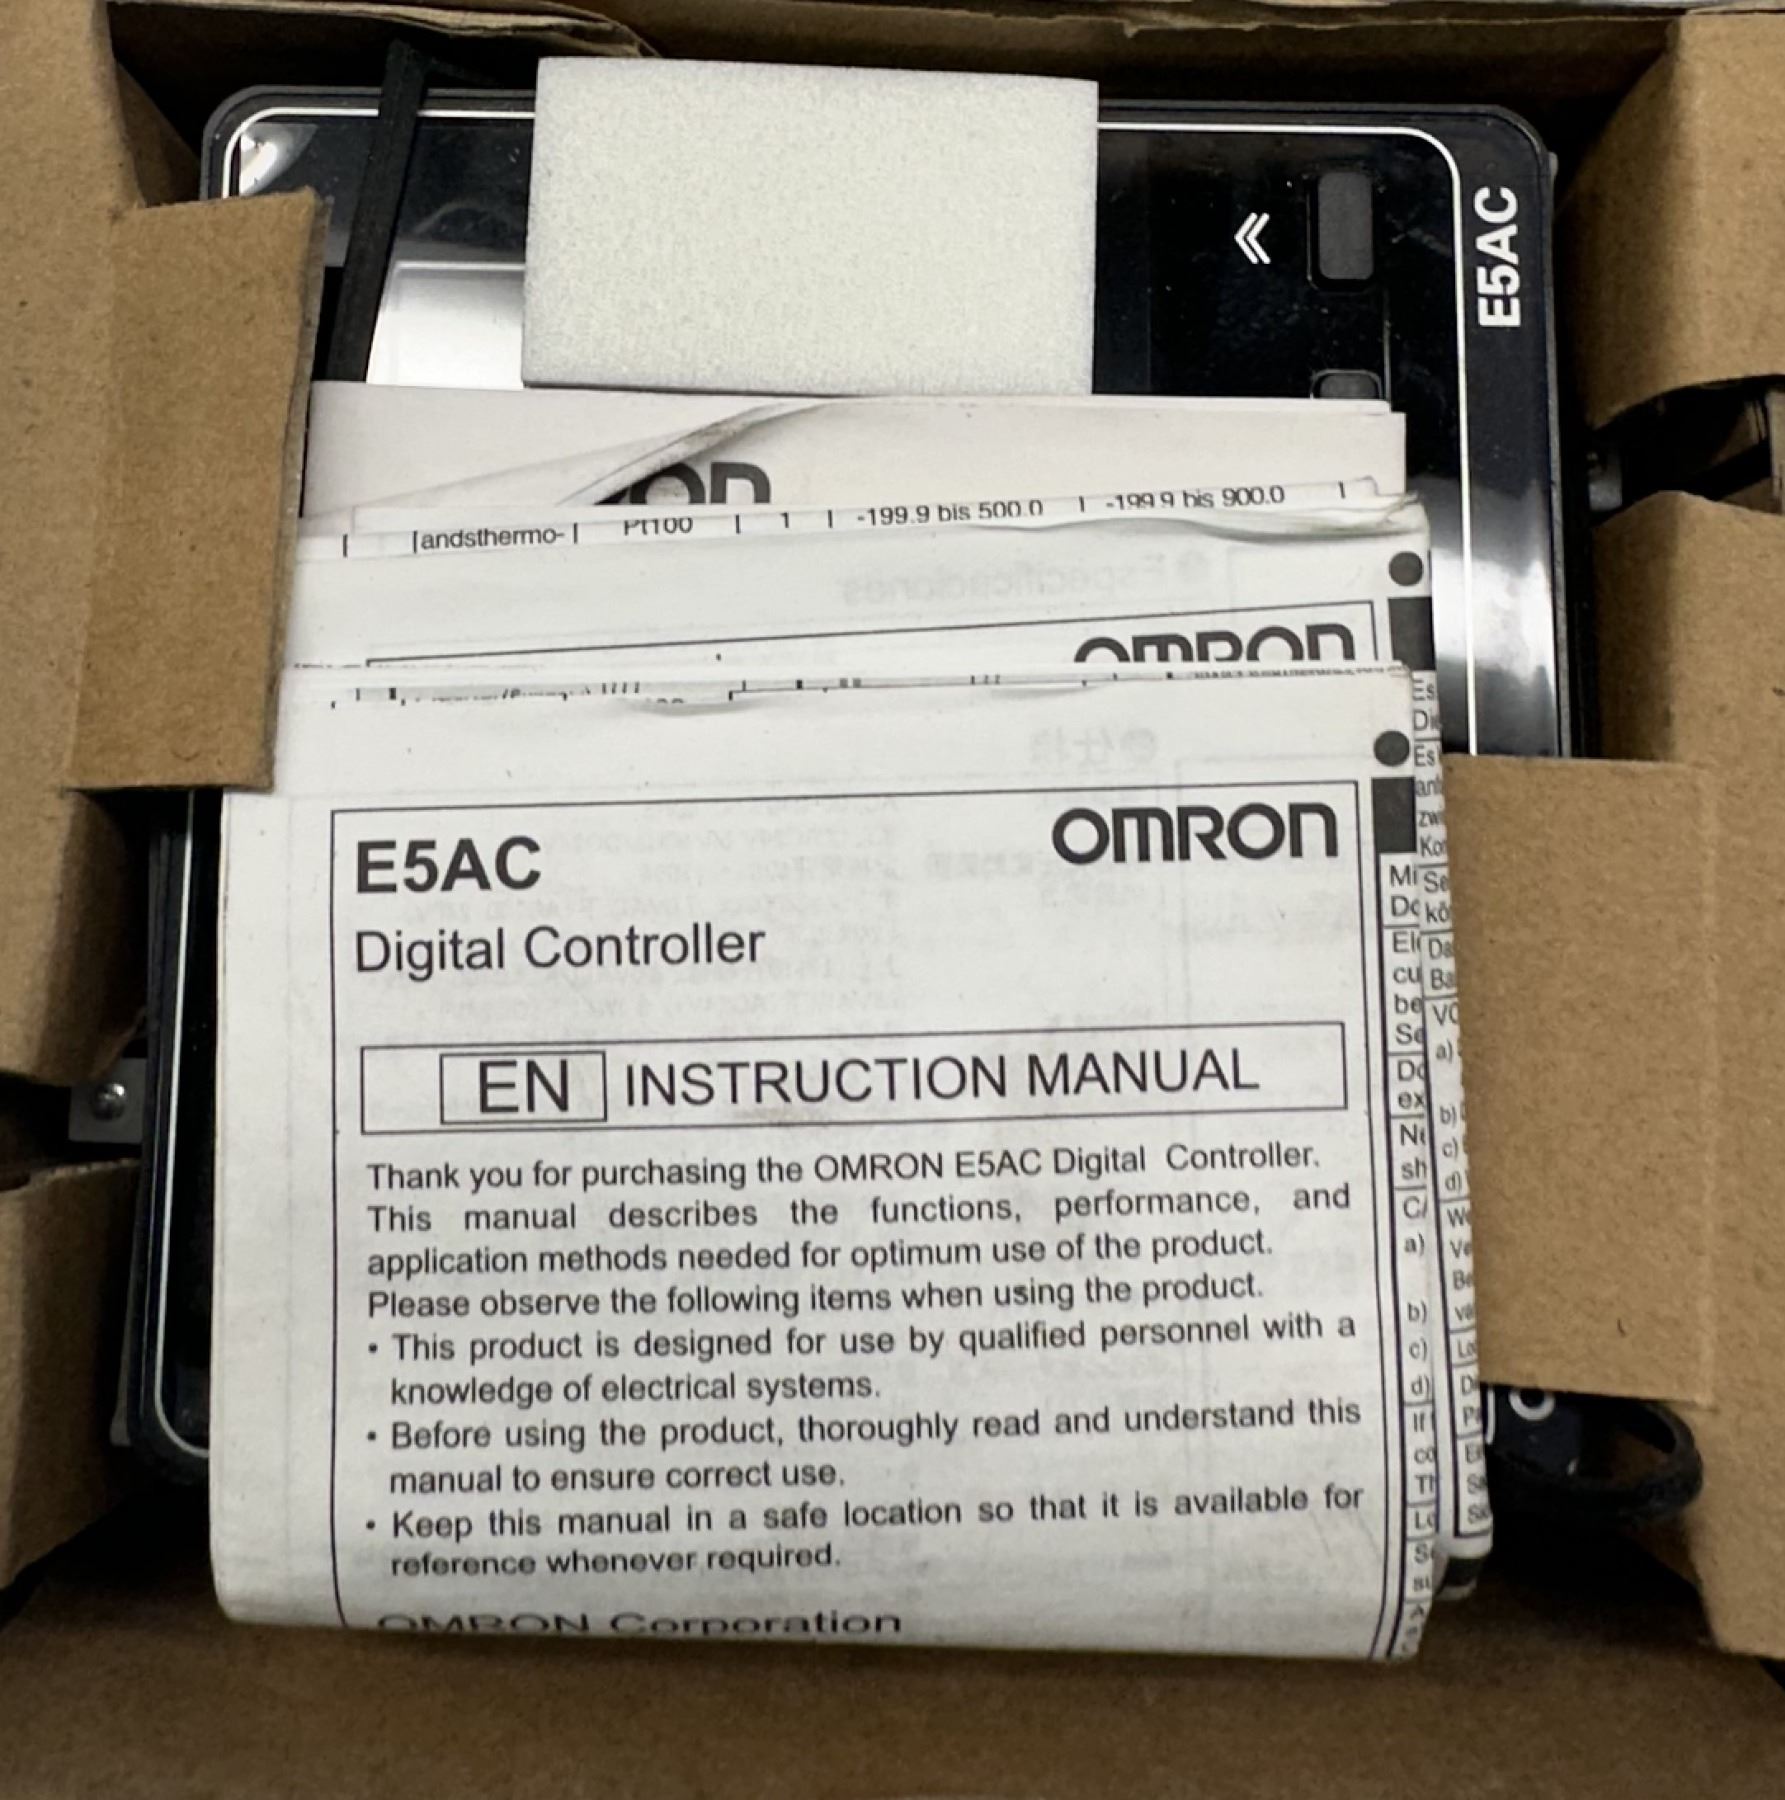 E5AC
-199.9 bis 500.0
-199.9 bis 900.0
andsthermo-
Pt100
1
OMRON
E5AC
OMRON
Digital Controller
EN INSTRUCTION MANUAL
Thank you for purchasing the OMRON E5AC Digital Controller.
This manual describes the functions, performance, and
application methods needed for optimum use of the product.
Please observe the following items when using the product.
• This product is designed for use by qualified personnel with a
knowledge of electrical systems.
• Before using the product, thoroughly read and understand this
manual to ensure correct use.
• Keep this manual in a safe location so that it is available for
reference whenever required.
OMRON Corporation